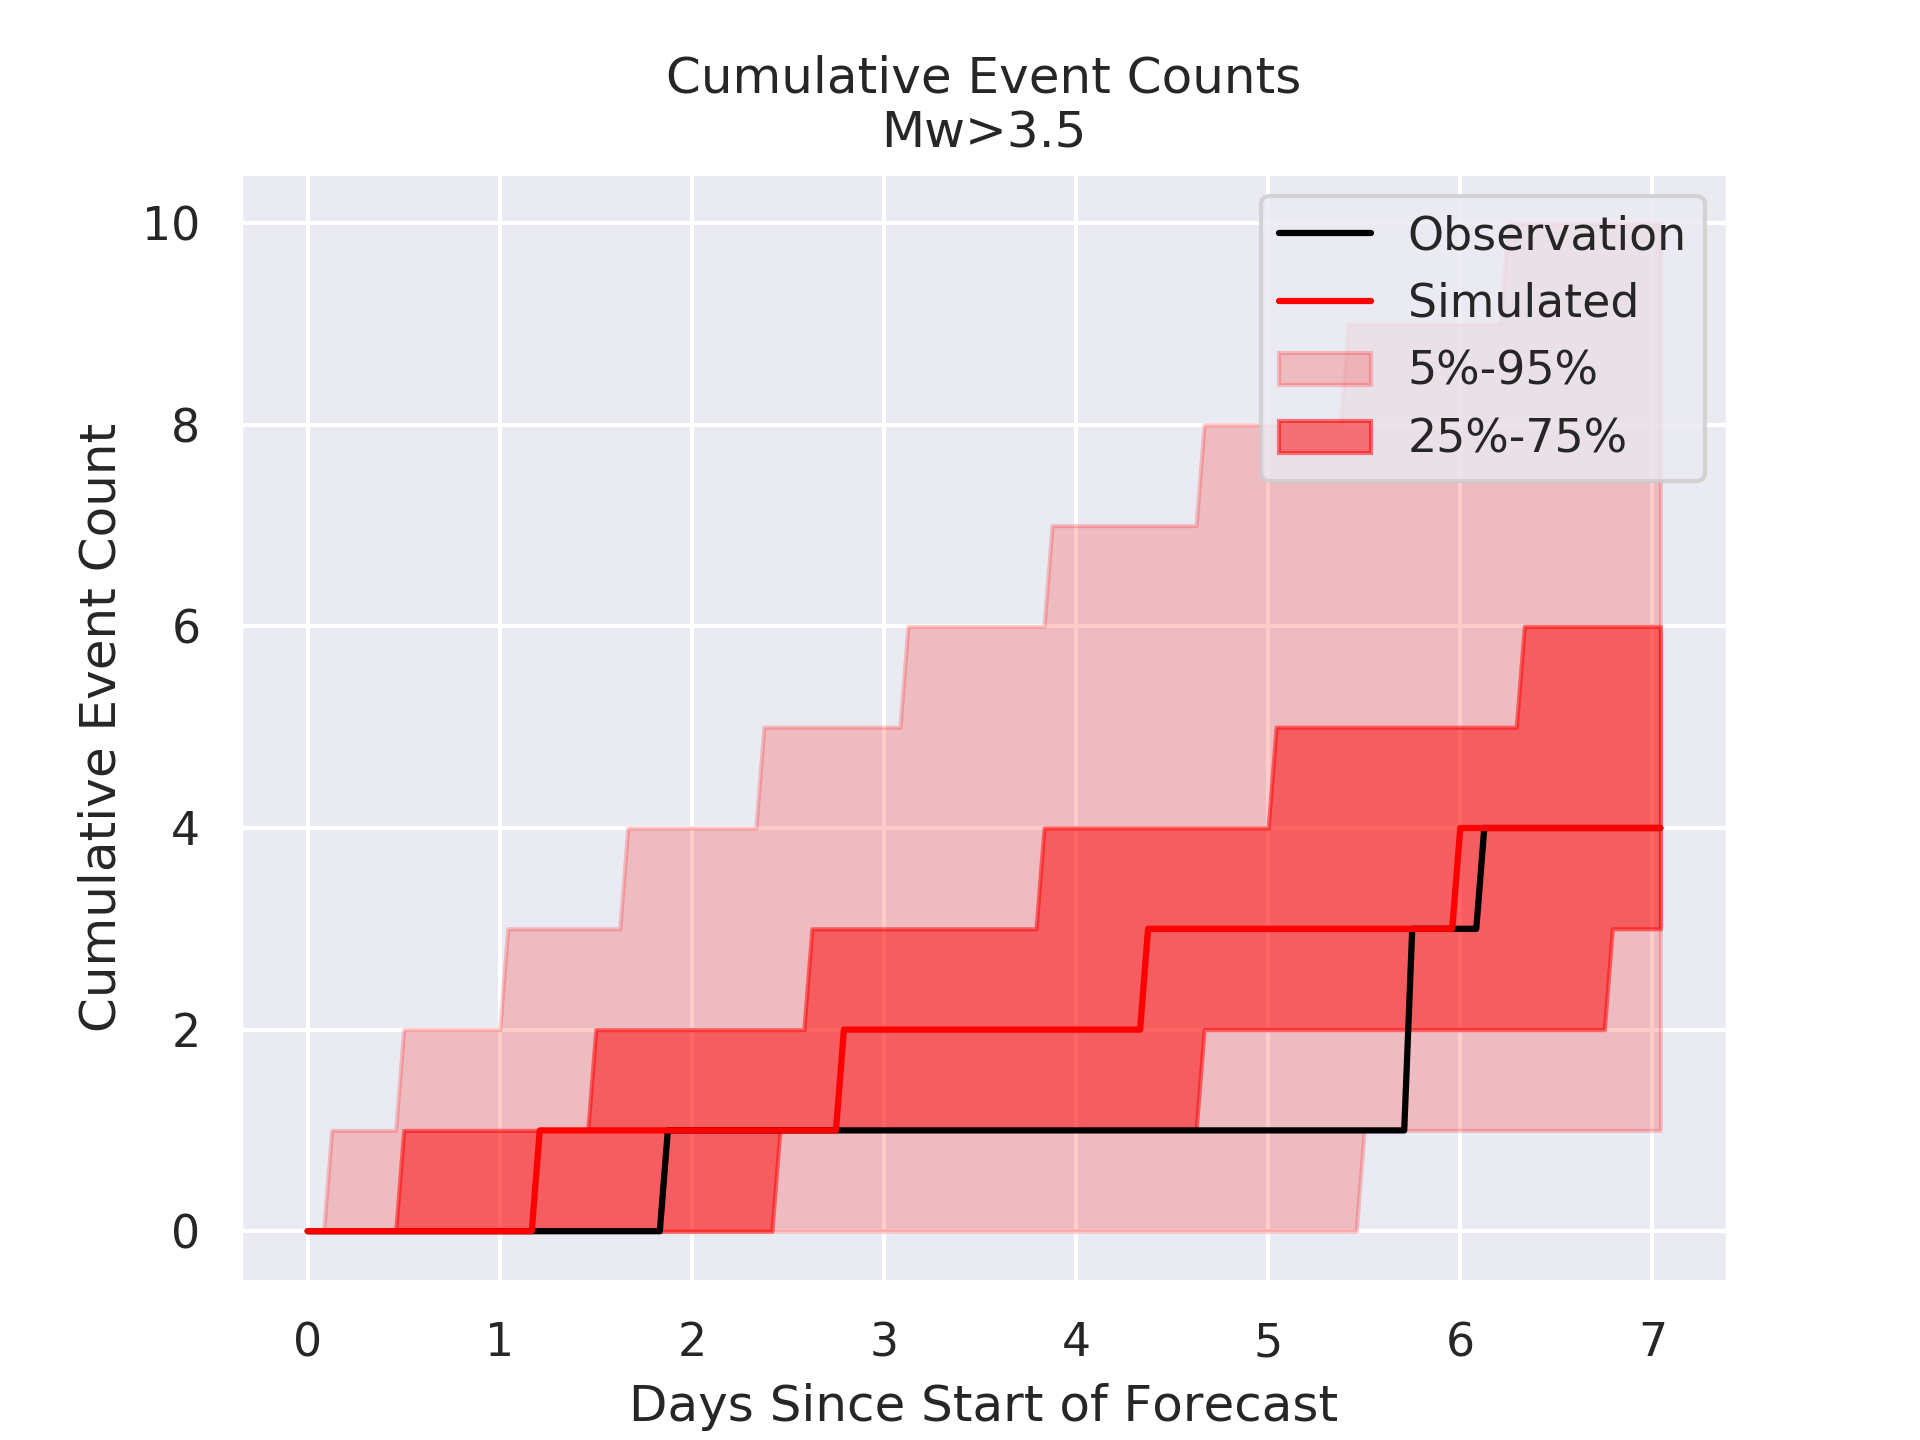 Cumulative Event Counts
Mw>3.5
Cumulative Event Count
10
8
6
4
2
0
Observation
Simulated
5%-95%
25%-75%
0 1 2 3 4 5 6 7
Days Since Start of Forecast